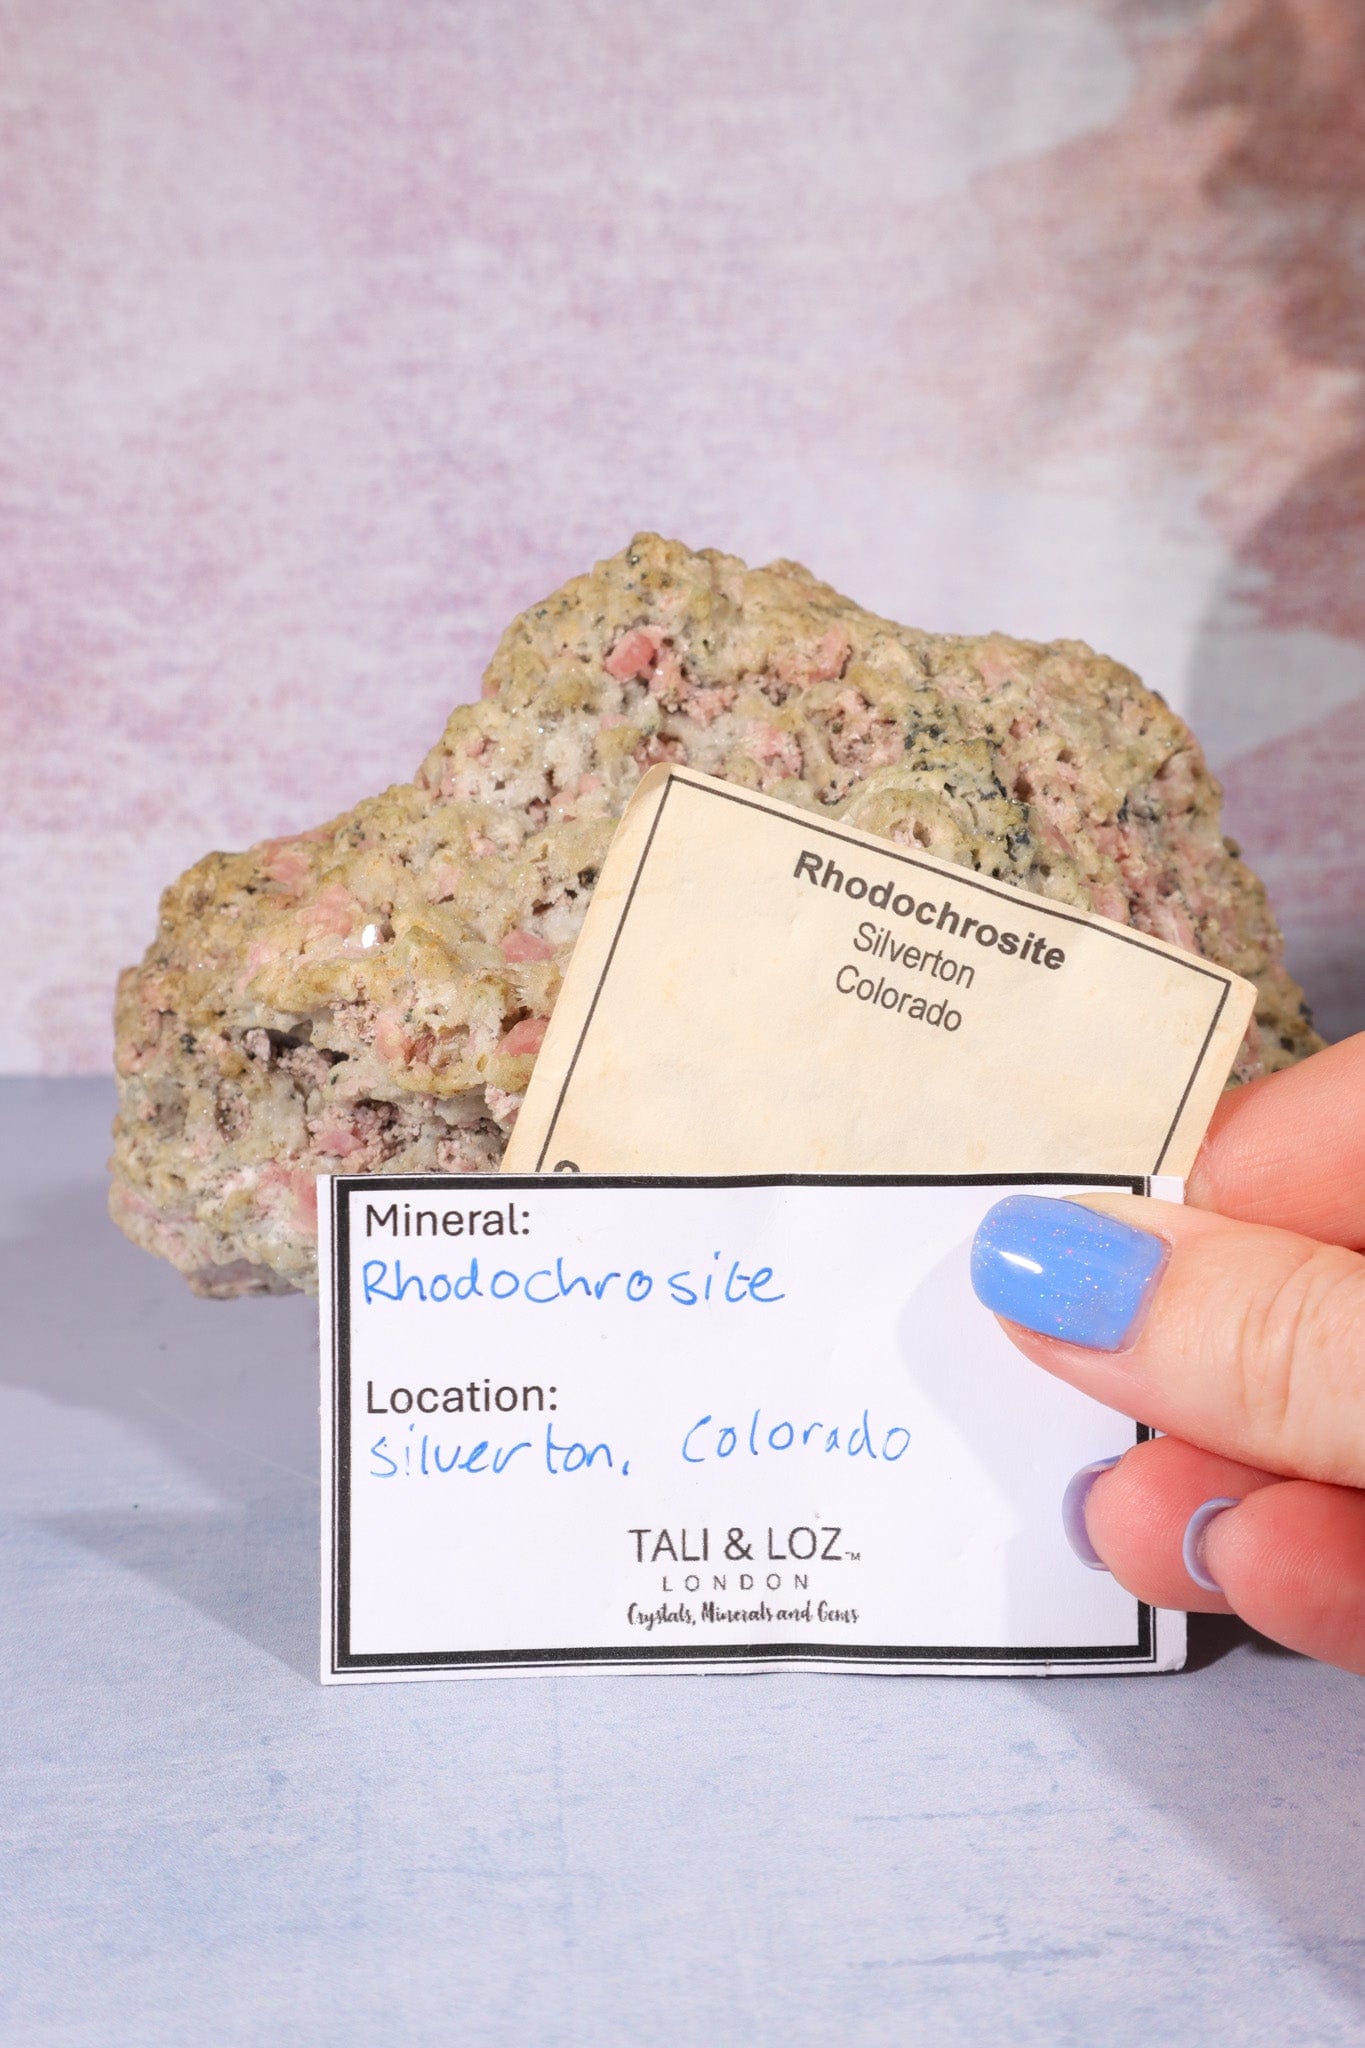 Rhodochrosite
Silverton
Colorado
Mineral:
Rhodochrosite
Location:
Silverton, Colorado
TALI & LOZ™
LONDON
Crystals, Minerals and Gems